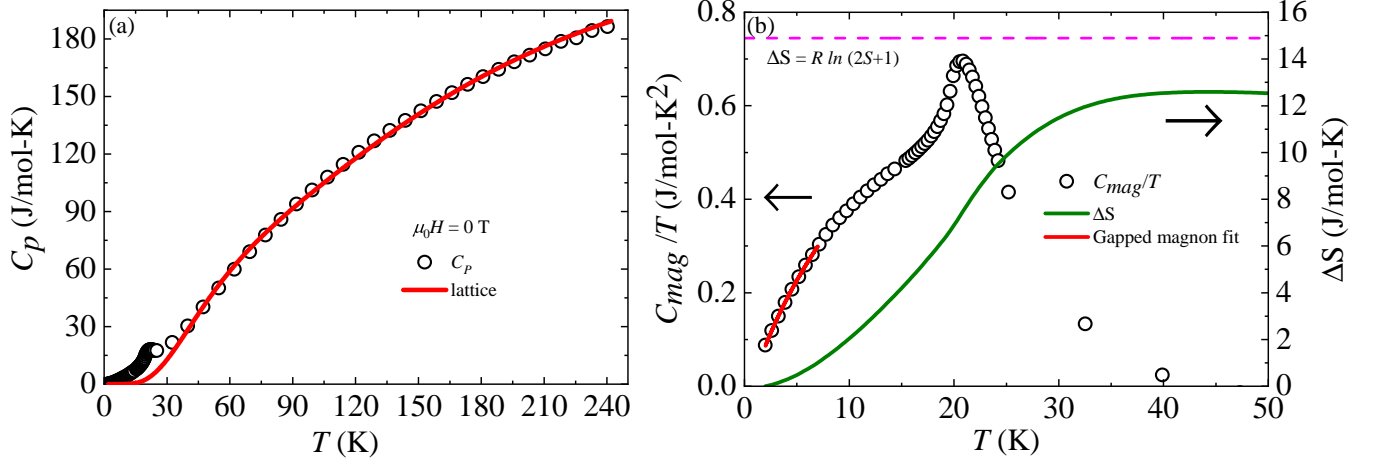 (a)
180
150
120
90
60
30
0
C_p (J/mol-K)
μ₀H = 0 T
C_P
lattice
0 30 60 90 120 150 180 210 240
T (K)
(b)
0.8
0.6
0.4
0.2
0.0
C_mag /T (J/mol-K²)
ΔS = R ln (2S+1)
C_mag/T
ΔS
Gapped magnon fit
16
14
12
10
8
6
4
2
0
ΔS (J/mol-K)
0 10 20 30 40 50
T (K)